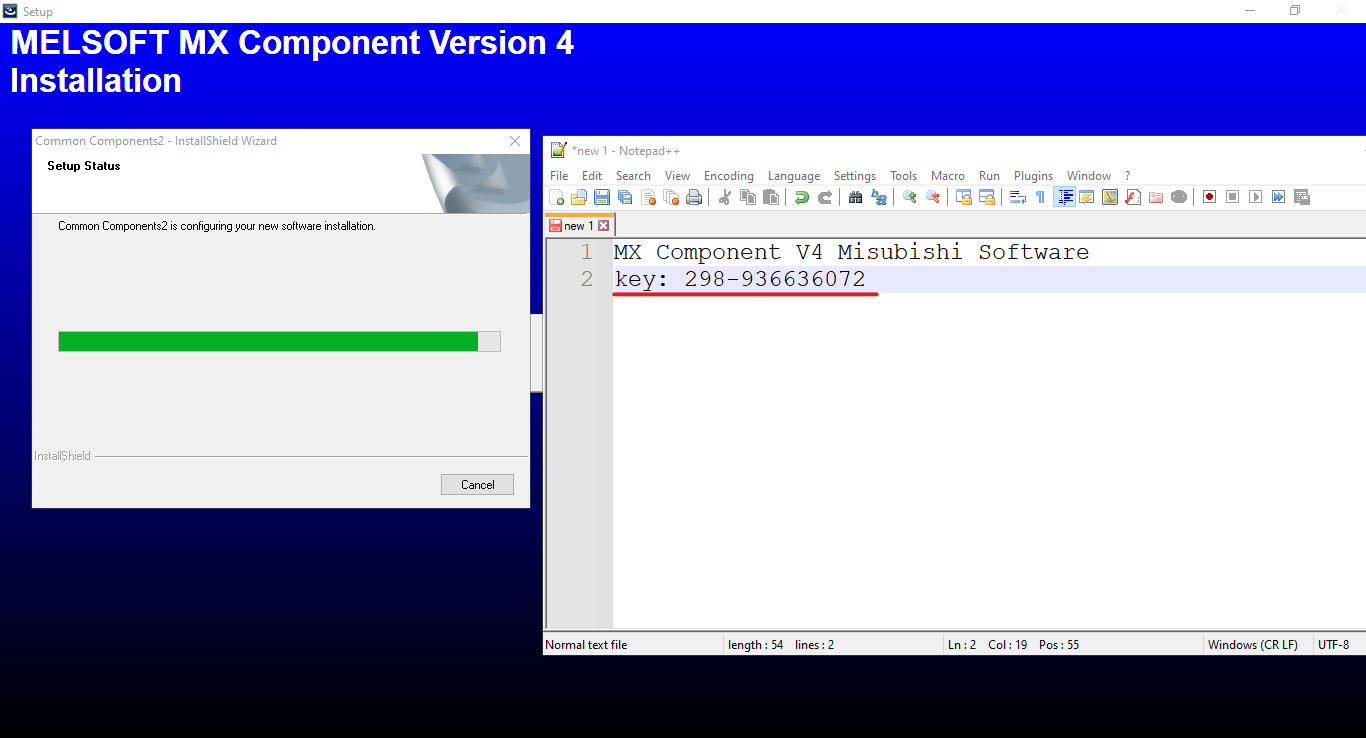 Setup
MELSOFT MX Component Version 4
Installation
Common Components2 - InstallShield Wizard
Setup Status
Common Components2 is configuring your new software installation.
InstallShield
Cancel
*new 1 - Notepad++
File Edit Search View Encoding Language Settings Tools Macro Run Plugins Window ?
new 1
1 MX Component V4 Misubishi Software
2 key: 298-936636072
Normal text file length : 54 lines : 2 Ln : 2 Col : 19 Pos : 55 Windows (CR LF) UTF-8